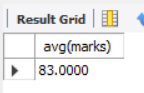 Result Grid
avg(marks)
83.0000